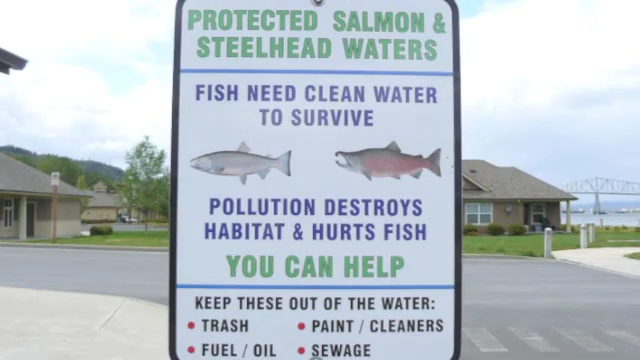 PROTECTED SALMON &
STEELHEAD WATERS
FISH NEED CLEAN WATER
TO SURVIVE
POLLUTION DESTROYS
HABITAT & HURTS FISH
YOU CAN HELP
KEEP THESE OUT OF THE WATER:
• TRASH • PAINT / CLEANERS
• FUEL / OIL • SEWAGE